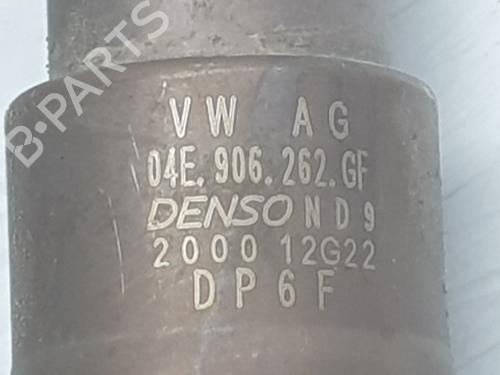 VW AG
04E.906.262.GF
DENSO ND9
2000 12G22
DP6F
B-PARTS